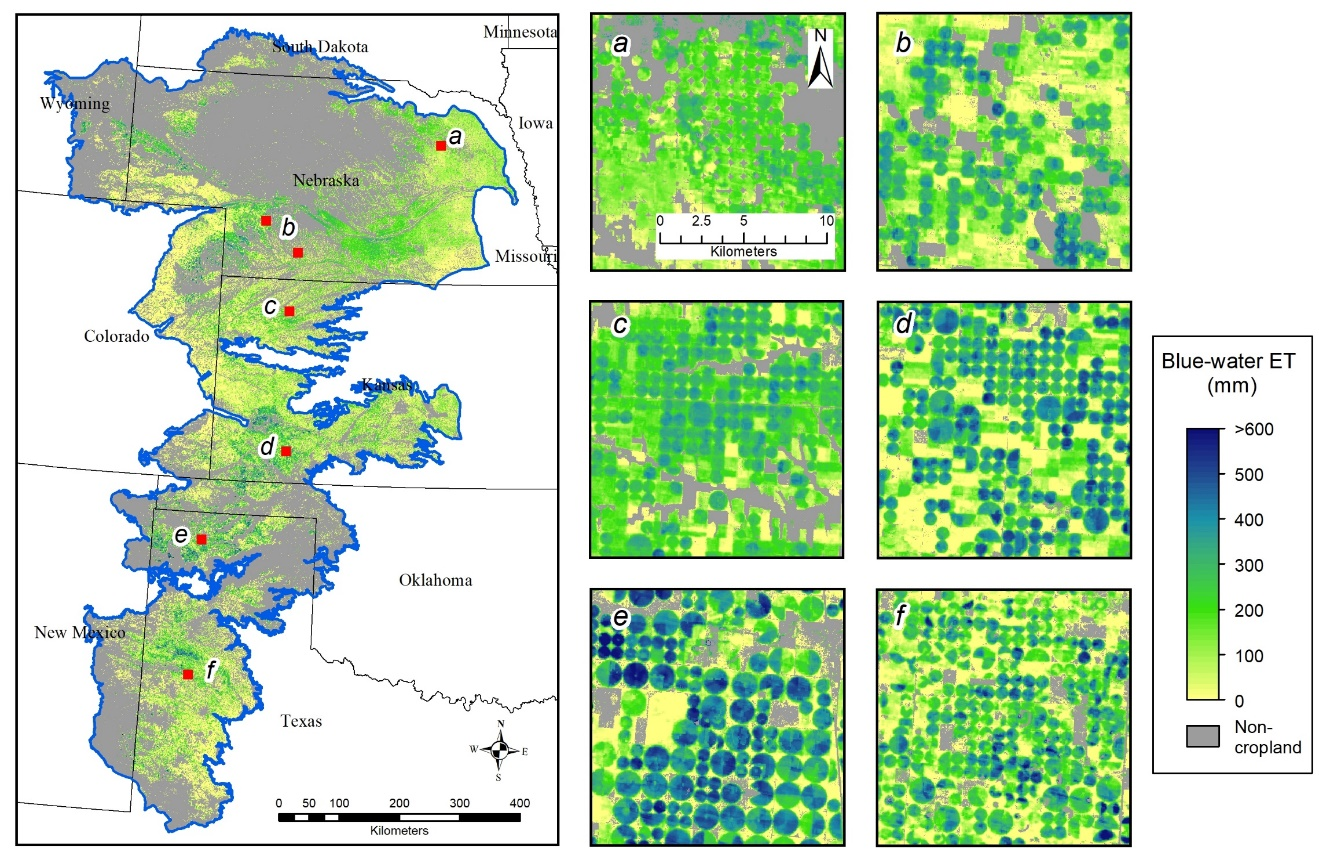 South Dakota
Minnesota
Wyoming
Iowa
a
Nebraska
b
Missouri
c
Colorado
Kansas
d
e
Oklahoma
New Mexico
f
Texas
N
W E
S
0 50 100 200 300 400
Kilometers
a
N
0 2.5 5 10
Kilometers
b
c
d
e
f
Blue-water ET
(mm)
>600
500
400
300
200
100
0
Non-
cropland